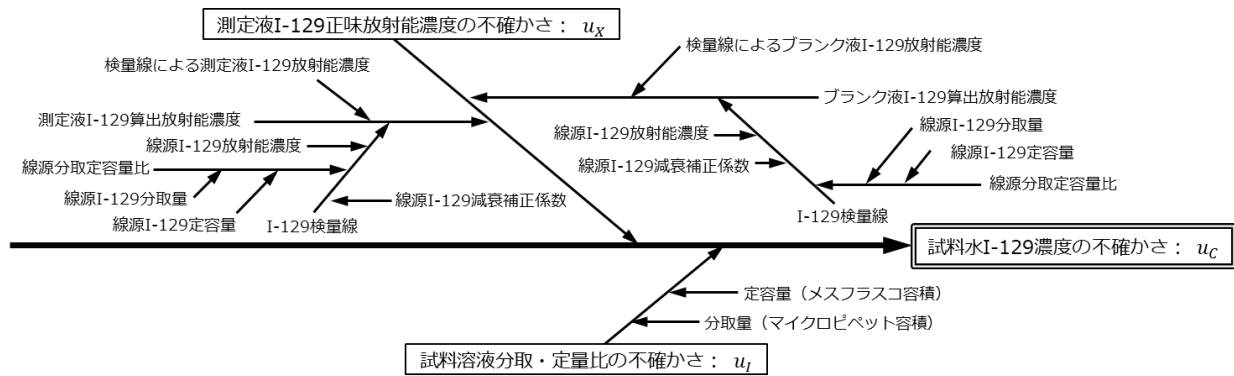 測定液I-129正味放射能濃度の不確かさ： u_X
検量線によるブランク液I-129放射能濃度
検量線による測定液I-129放射能濃度
ブランク液I-129算出放射能濃度
測定液I-129算出放射能濃度
線源I-129放射能濃度
線源I-129分取量
線源I-129放射能濃度
線源I-129定容量
線源分取定容量比
線源I-129減衰補正係数
線源分取定容量比
線源I-129分取量
線源I-129減衰補正係数
線源I-129定容量
I-129検量線
I-129検量線
試料水I-129濃度の不確かさ： u_C
定容量（メスフラスコ容積）
分取量（マイクロピペット容積）
試料溶液分取・定量比の不確かさ： u_I